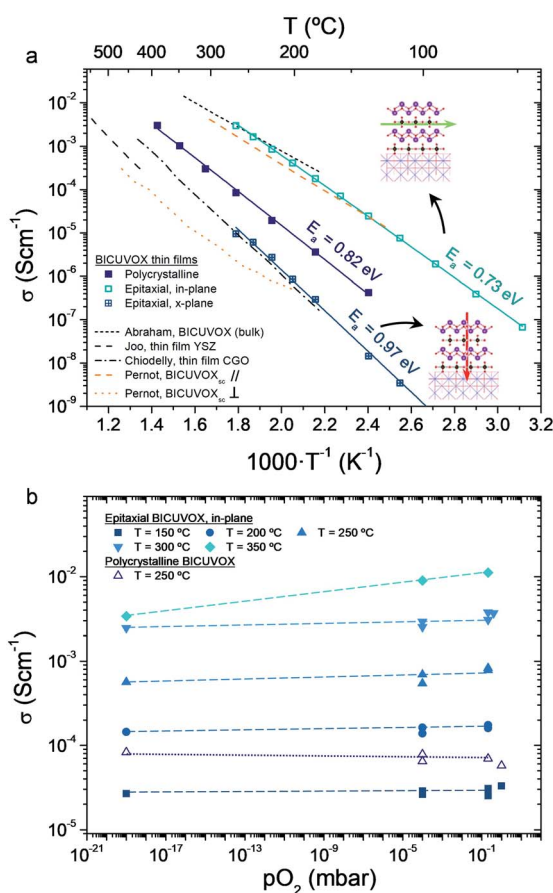 T (ºC)
500 400 300 200 100
a
10⁻² 10⁻³ 10⁻⁴ 10⁻⁵ 10⁻⁶ 10⁻⁷ 10⁻⁸ 10⁻⁹
σ (Scm⁻¹)
Eₐ = 0.82 eV
Eₐ = 0.73 eV
Eₐ = 0.97 eV
BICUVOX thin films
Polycrystalline
Epitaxial, in-plane
Epitaxial, x-plane
Abraham, BICUVOX (bulk)
Joo, thin film YSZ
Chiodelly, thin film CGO
Pernot, BICUVOXsc //
Pernot, BICUVOXsc ⊥
1.2 1.4 1.6 1.8 2.0 2.2 2.4 2.6 2.8 3.0 3.2
1000·T⁻¹ (K⁻¹)
b
Epitaxial BICUVOX, in-plane
T = 150 ºC T = 200 ºC T = 250 ºC
T = 300 ºC T = 350 ºC
Polycrystalline BICUVOX
T = 250 ºC
10⁻² 10⁻³ 10⁻⁴ 10⁻⁵
σ (Scm⁻¹)
10⁻²¹ 10⁻¹⁷ 10⁻¹³ 10⁻⁹ 10⁻⁵ 10⁻¹
pO₂ (mbar)